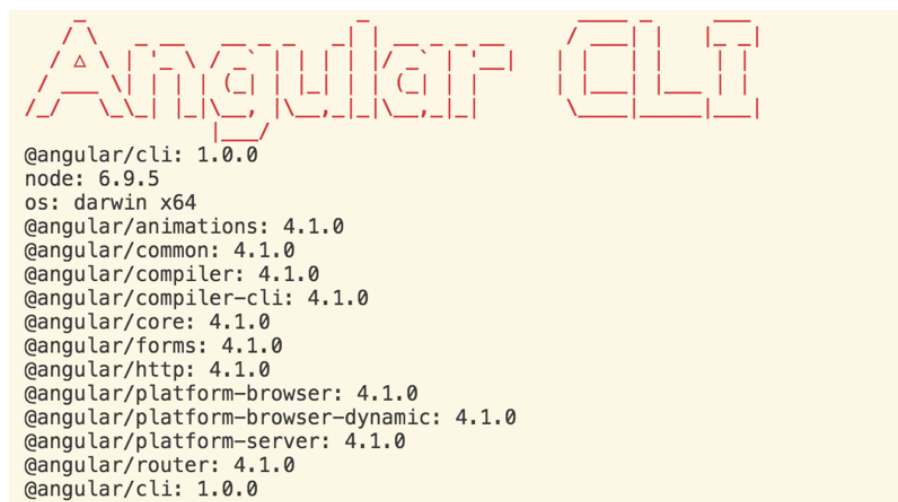 Angular CLI
@angular/cli: 1.0.0
node: 6.9.5
os: darwin x64
@angular/animations: 4.1.0
@angular/common: 4.1.0
@angular/compiler: 4.1.0
@angular/compiler-cli: 4.1.0
@angular/core: 4.1.0
@angular/forms: 4.1.0
@angular/http: 4.1.0
@angular/platform-browser: 4.1.0
@angular/platform-browser-dynamic: 4.1.0
@angular/platform-server: 4.1.0
@angular/router: 4.1.0
@angular/cli: 1.0.0